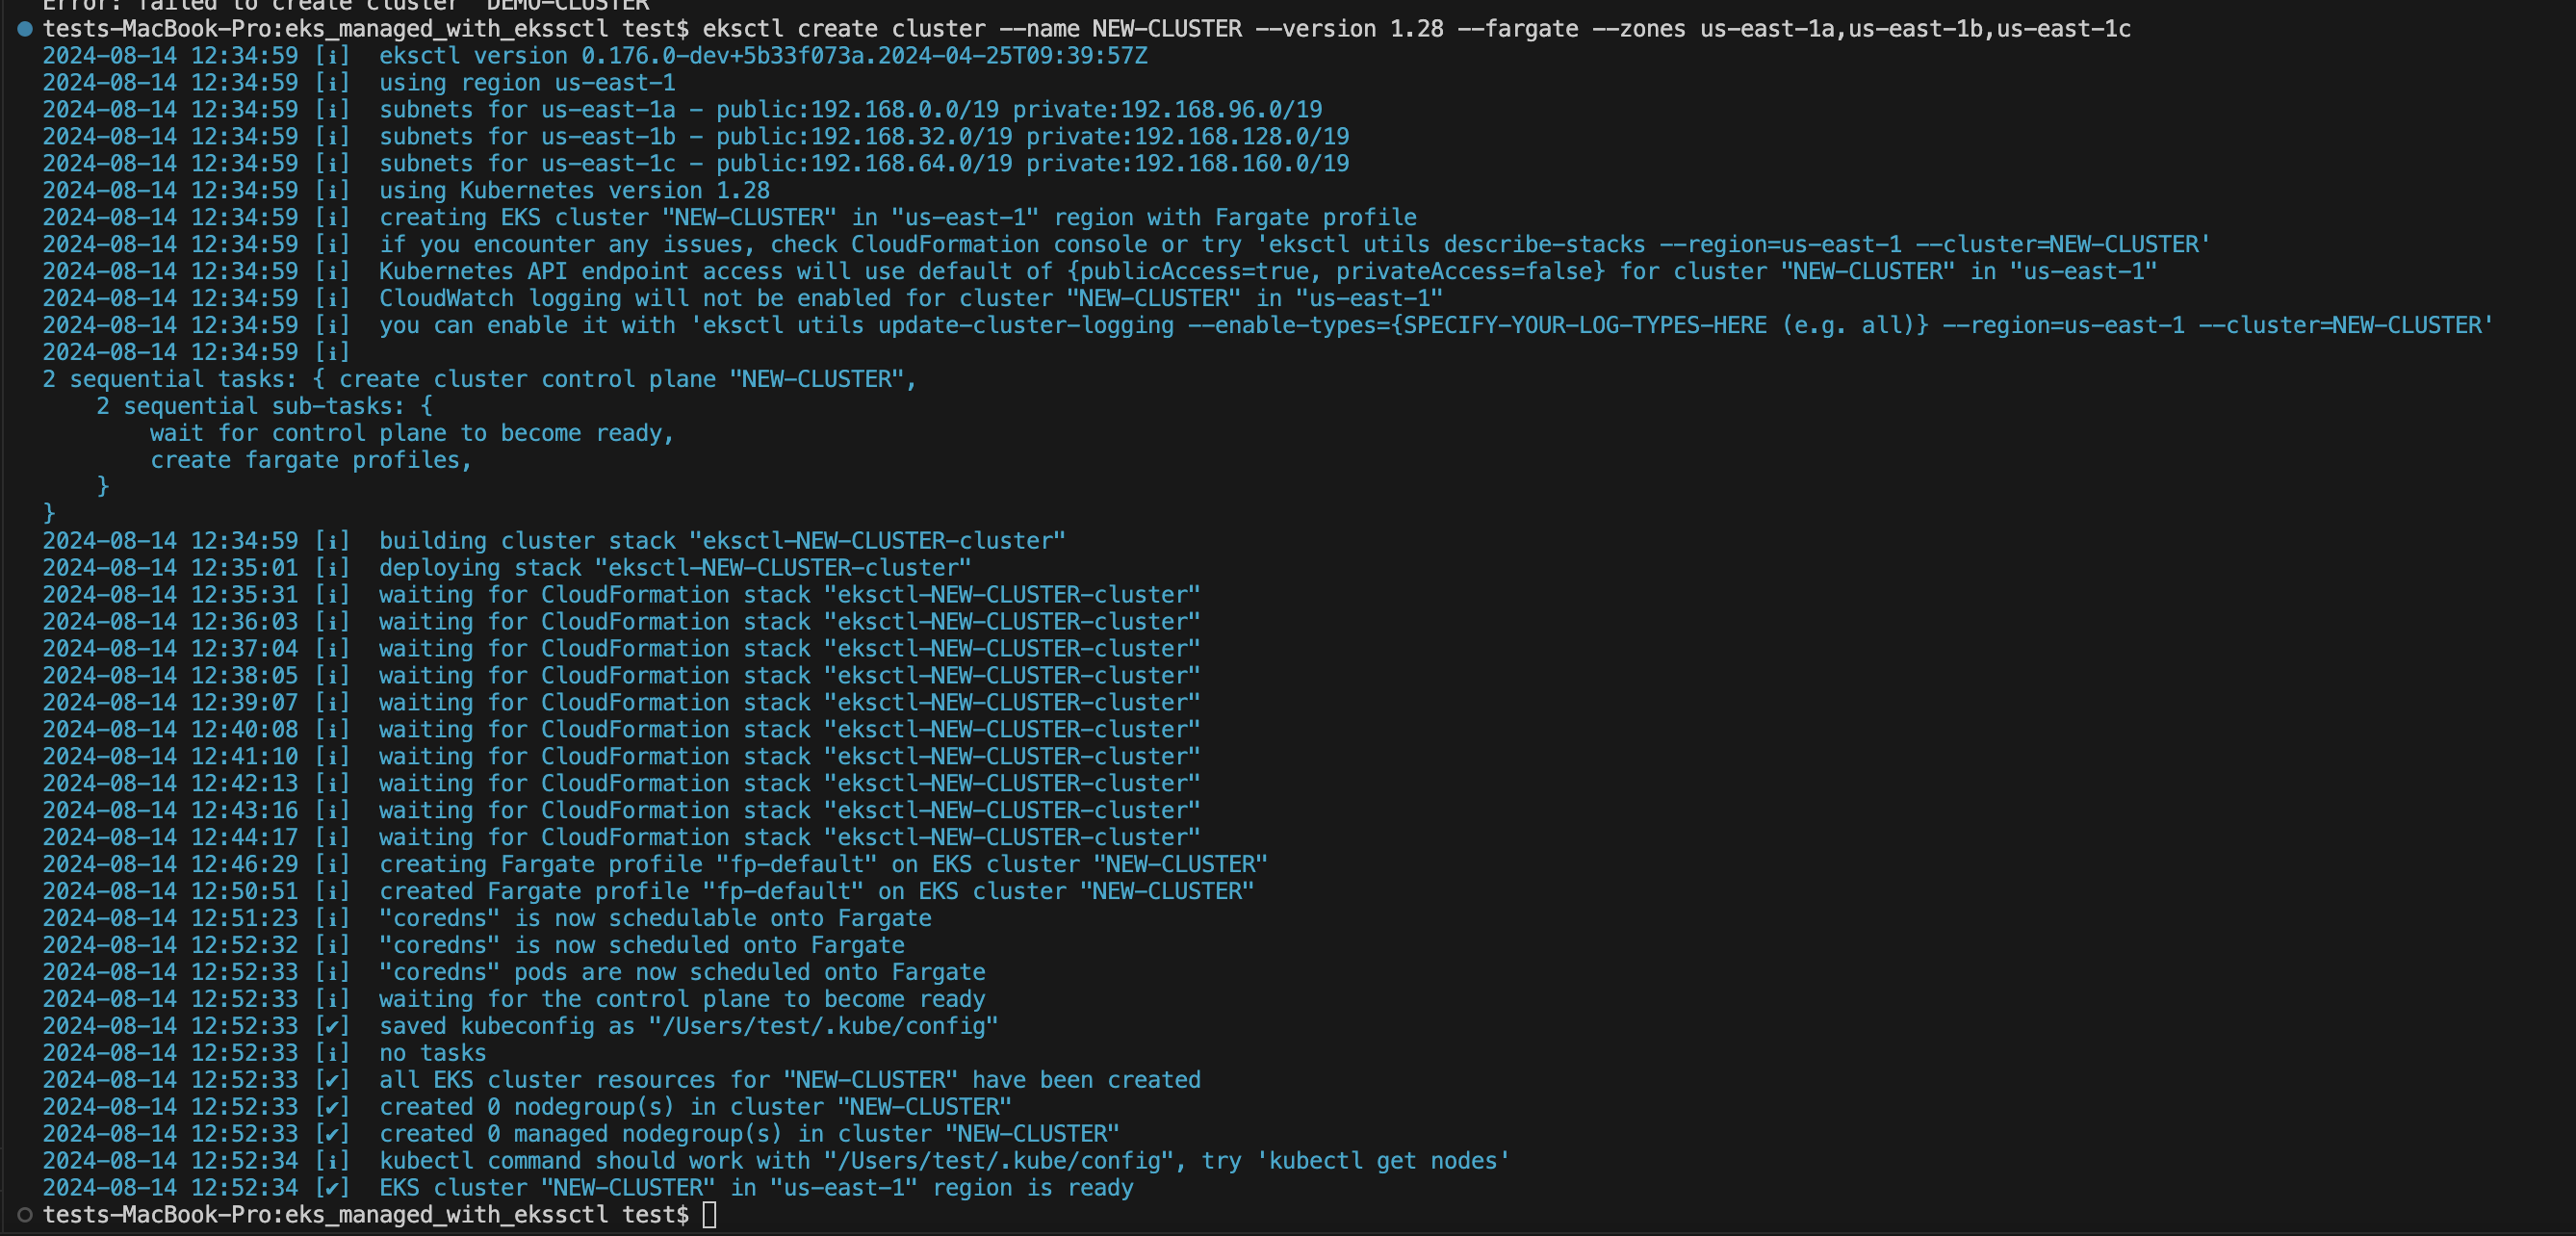 Error: failed to create cluster "DEMO-CLUSTER"
tests-MacBook-Pro:eks_managed_with_ekssctl test$ eksctl create cluster --name NEW-CLUSTER --version 1.28 --fargate --zones us-east-1a,us-east-1b,us-east-1c
2024-08-14 12:34:59 [ℹ]  eksctl version 0.176.0-dev+5b33f073a.2024-04-25T09:39:57Z
2024-08-14 12:34:59 [ℹ]  using region us-east-1
2024-08-14 12:34:59 [ℹ]  subnets for us-east-1a - public:192.168.0.0/19 private:192.168.96.0/19
2024-08-14 12:34:59 [ℹ]  subnets for us-east-1b - public:192.168.32.0/19 private:192.168.128.0/19
2024-08-14 12:34:59 [ℹ]  subnets for us-east-1c - public:192.168.64.0/19 private:192.168.160.0/19
2024-08-14 12:34:59 [ℹ]  using Kubernetes version 1.28
2024-08-14 12:34:59 [ℹ]  creating EKS cluster "NEW-CLUSTER" in "us-east-1" region with Fargate profile
2024-08-14 12:34:59 [ℹ]  if you encounter any issues, check CloudFormation console or try 'eksctl utils describe-stacks --region=us-east-1 --cluster=NEW-CLUSTER'
2024-08-14 12:34:59 [ℹ]  Kubernetes API endpoint access will use default of {publicAccess=true, privateAccess=false} for cluster "NEW-CLUSTER" in "us-east-1"
2024-08-14 12:34:59 [ℹ]  CloudWatch logging will not be enabled for cluster "NEW-CLUSTER" in "us-east-1"
2024-08-14 12:34:59 [ℹ]  you can enable it with 'eksctl utils update-cluster-logging --enable-types={SPECIFY-YOUR-LOG-TYPES-HERE (e.g. all)} --region=us-east-1 --cluster=NEW-CLUSTER'
2024-08-14 12:34:59 [ℹ]
2 sequential tasks: { create cluster control plane "NEW-CLUSTER",
    2 sequential sub-tasks: {
        wait for control plane to become ready,
        create fargate profiles,
    }
}
2024-08-14 12:34:59 [ℹ]  building cluster stack "eksctl-NEW-CLUSTER-cluster"
2024-08-14 12:35:01 [ℹ]  deploying stack "eksctl-NEW-CLUSTER-cluster"
2024-08-14 12:35:31 [ℹ]  waiting for CloudFormation stack "eksctl-NEW-CLUSTER-cluster"
2024-08-14 12:36:03 [ℹ]  waiting for CloudFormation stack "eksctl-NEW-CLUSTER-cluster"
2024-08-14 12:37:04 [ℹ]  waiting for CloudFormation stack "eksctl-NEW-CLUSTER-cluster"
2024-08-14 12:38:05 [ℹ]  waiting for CloudFormation stack "eksctl-NEW-CLUSTER-cluster"
2024-08-14 12:39:07 [ℹ]  waiting for CloudFormation stack "eksctl-NEW-CLUSTER-cluster"
2024-08-14 12:40:08 [ℹ]  waiting for CloudFormation stack "eksctl-NEW-CLUSTER-cluster"
2024-08-14 12:41:10 [ℹ]  waiting for CloudFormation stack "eksctl-NEW-CLUSTER-cluster"
2024-08-14 12:42:13 [ℹ]  waiting for CloudFormation stack "eksctl-NEW-CLUSTER-cluster"
2024-08-14 12:43:16 [ℹ]  waiting for CloudFormation stack "eksctl-NEW-CLUSTER-cluster"
2024-08-14 12:44:17 [ℹ]  waiting for CloudFormation stack "eksctl-NEW-CLUSTER-cluster"
2024-08-14 12:46:29 [ℹ]  creating Fargate profile "fp-default" on EKS cluster "NEW-CLUSTER"
2024-08-14 12:50:51 [ℹ]  created Fargate profile "fp-default" on EKS cluster "NEW-CLUSTER"
2024-08-14 12:51:23 [ℹ]  "coredns" is now schedulable onto Fargate
2024-08-14 12:52:32 [ℹ]  "coredns" is now scheduled onto Fargate
2024-08-14 12:52:33 [ℹ]  "coredns" pods are now scheduled onto Fargate
2024-08-14 12:52:33 [ℹ]  waiting for the control plane to become ready
2024-08-14 12:52:33 [✔]  saved kubeconfig as "/Users/test/.kube/config"
2024-08-14 12:52:33 [ℹ]  no tasks
2024-08-14 12:52:33 [✔]  all EKS cluster resources for "NEW-CLUSTER" have been created
2024-08-14 12:52:33 [✔]  created 0 nodegroup(s) in cluster "NEW-CLUSTER"
2024-08-14 12:52:33 [✔]  created 0 managed nodegroup(s) in cluster "NEW-CLUSTER"
2024-08-14 12:52:34 [ℹ]  kubectl command should work with "/Users/test/.kube/config", try 'kubectl get nodes'
2024-08-14 12:52:34 [✔]  EKS cluster "NEW-CLUSTER" in "us-east-1" region is ready
tests-MacBook-Pro:eks_managed_with_ekssctl test$